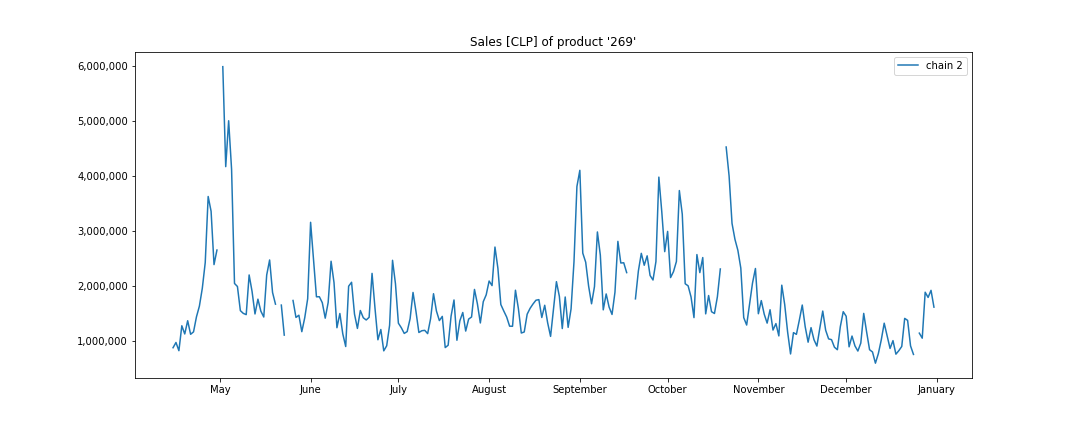 Sales [CLP] of product '269'
chain 2
6,000,000
5,000,000
4,000,000
3,000,000
2,000,000
1,000,000
May June July August September October November December January